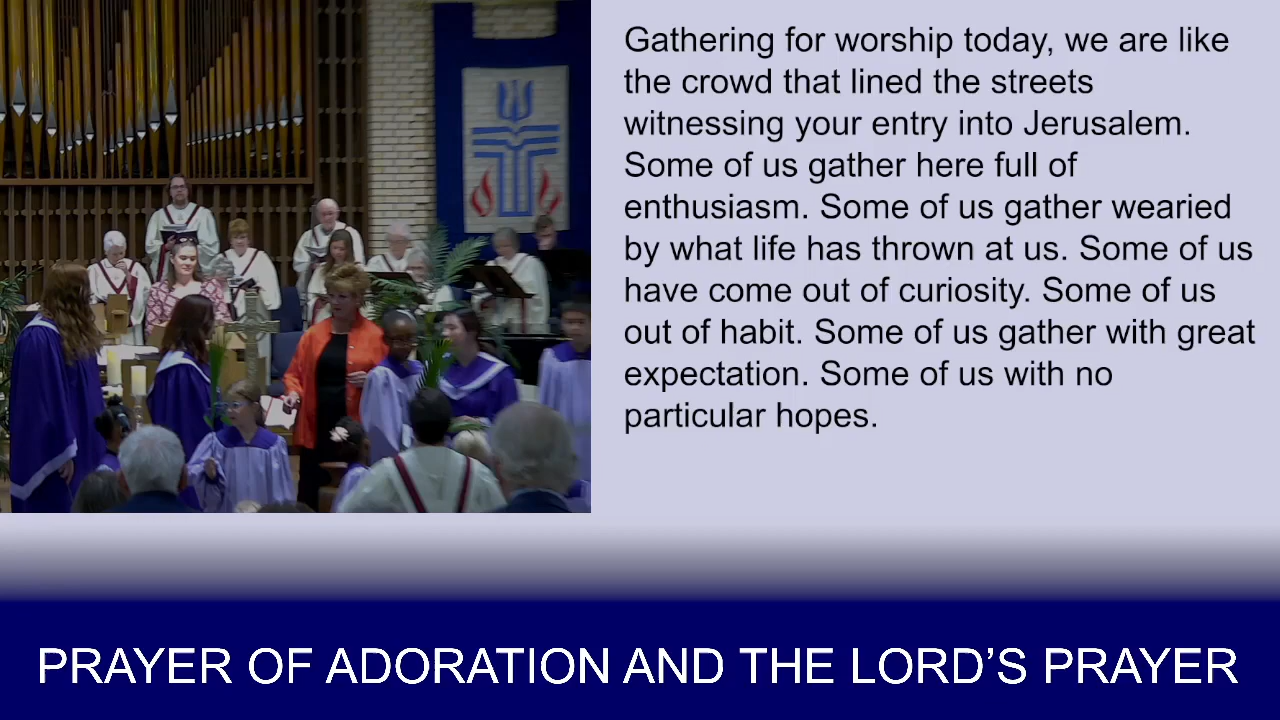 Gathering for worship today, we are like
the crowd that lined the streets
witnessing your entry into Jerusalem.
Some of us gather here full of
enthusiasm. Some of us gather wearied
by what life has thrown at us. Some of us
have come out of curiosity. Some of us
out of habit. Some of us gather with great
expectation. Some of us with no
particular hopes.
PRAYER OF ADORATION AND THE LORD’S PRAYER